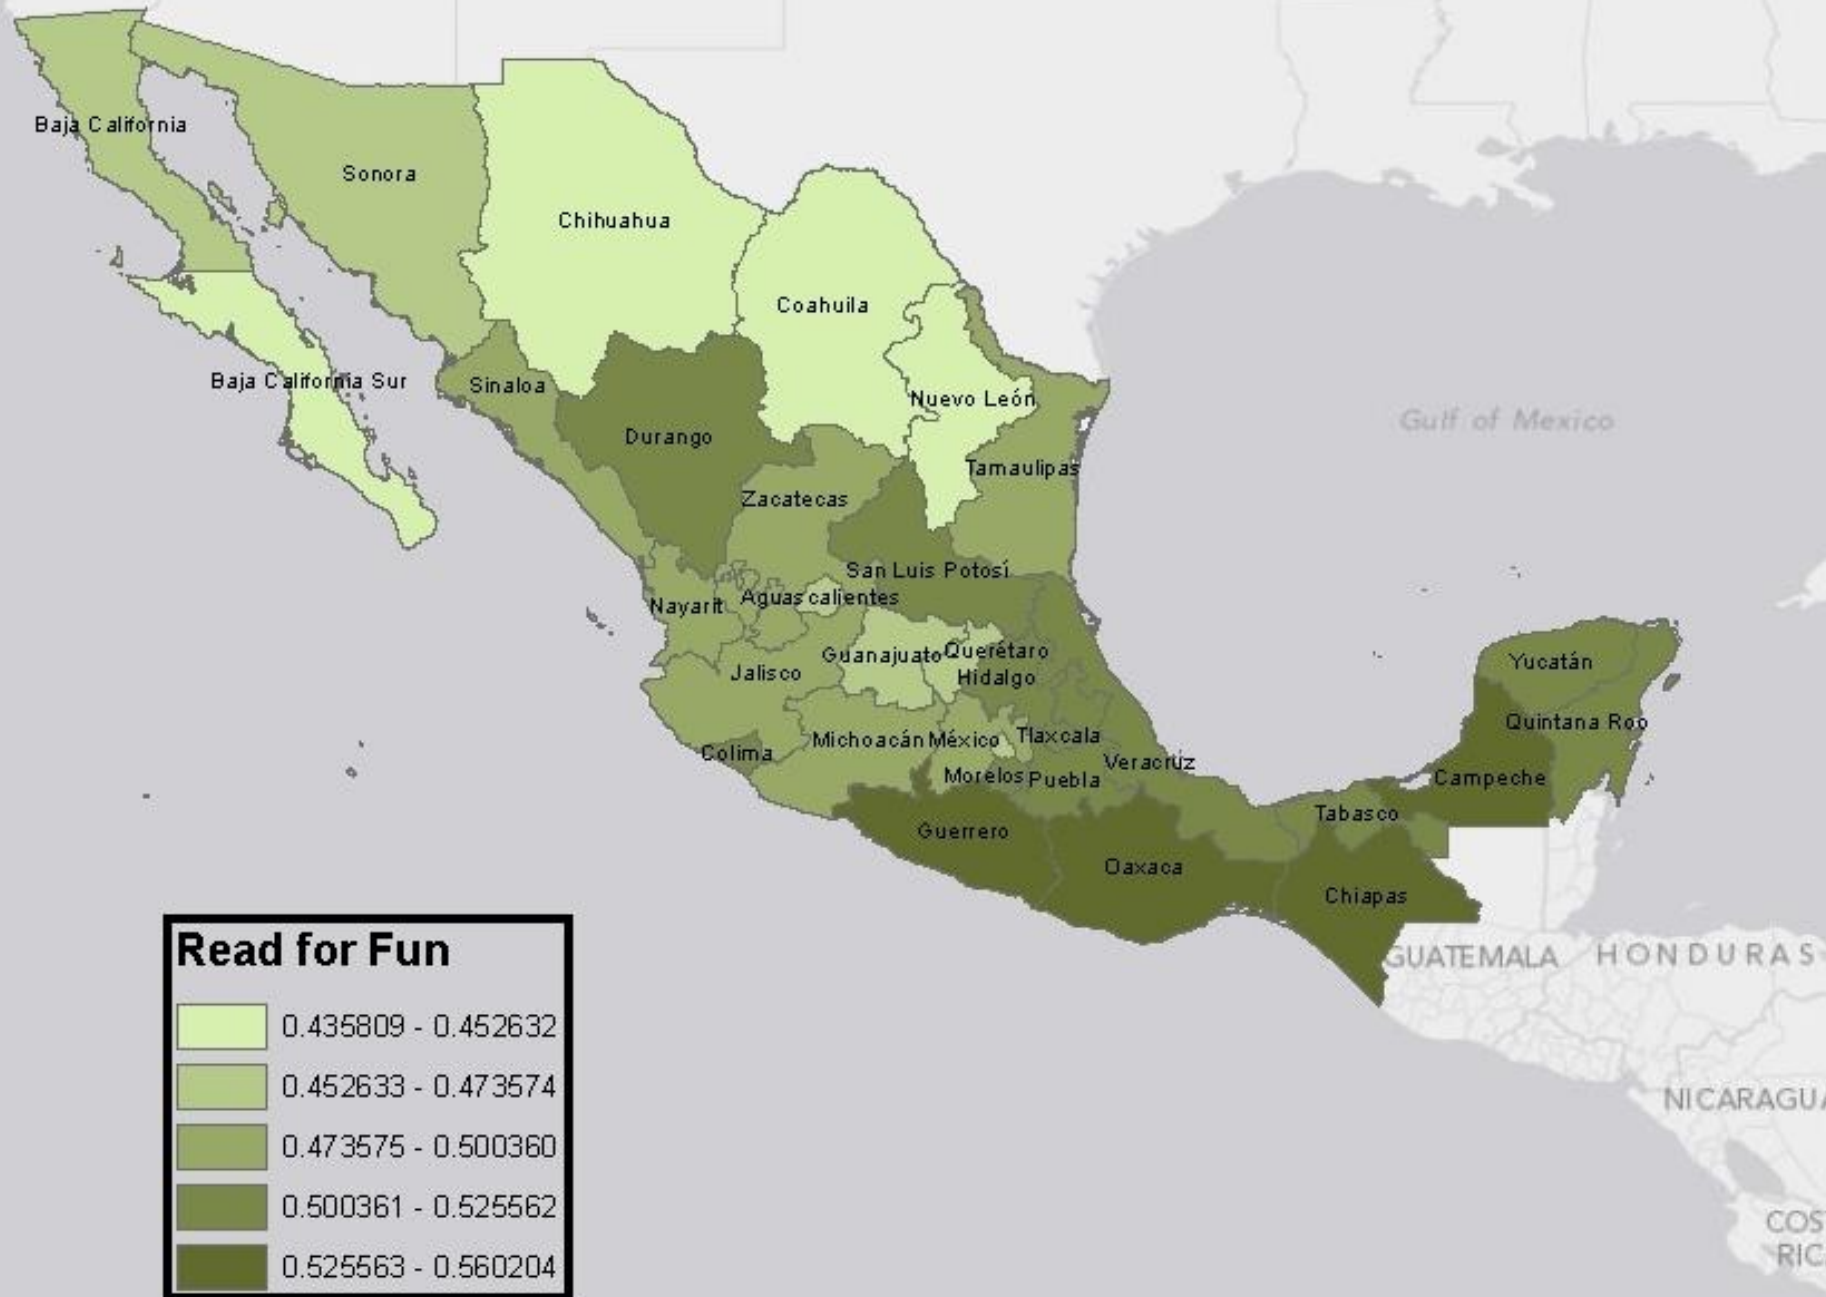 Baja California
Sonora
Chihuahua
Coahuila
Baja California Sur
Sinaloa
Nuevo León
Durango
Gulf of Mexico
Tamaulipas
Zacatecas
San Luis Potosí
Aguascalientes
Nayarit
Guanajuato
Querétaro
Hidalgo
Jalisco
Yucatán
Quintana Roo
Colima
Michoacán
México
Tlaxcala
Veracruz
Morelos
Puebla
Campeche
Tabasco
Guerrero
Oaxaca
Chiapas
GUATEMALA
HONDURAS
NICARAGUA
COS
RIC
Read for Fun
0.435809 - 0.452632
0.452633 - 0.473574
0.473575 - 0.500360
0.500361 - 0.525562
0.525563 - 0.560204